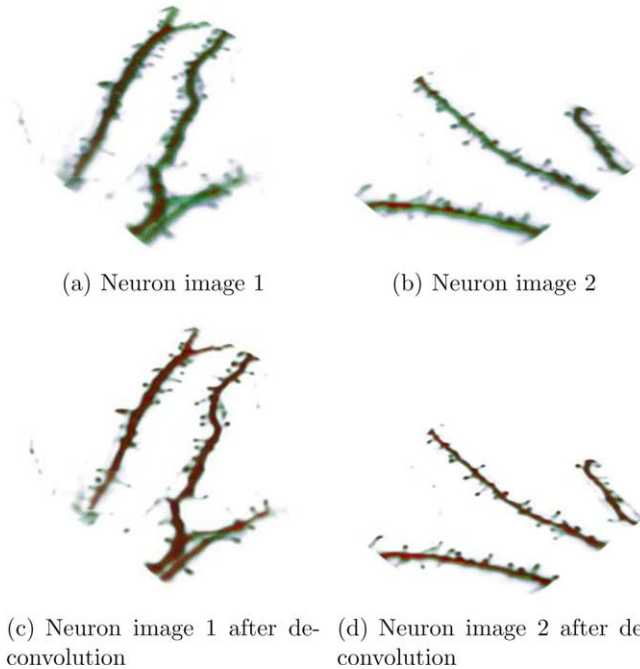 (a) Neuron image 1
(b) Neuron image 2
(c) Neuron image 1 after de-
convolution
(d) Neuron image 2 after de
convolution